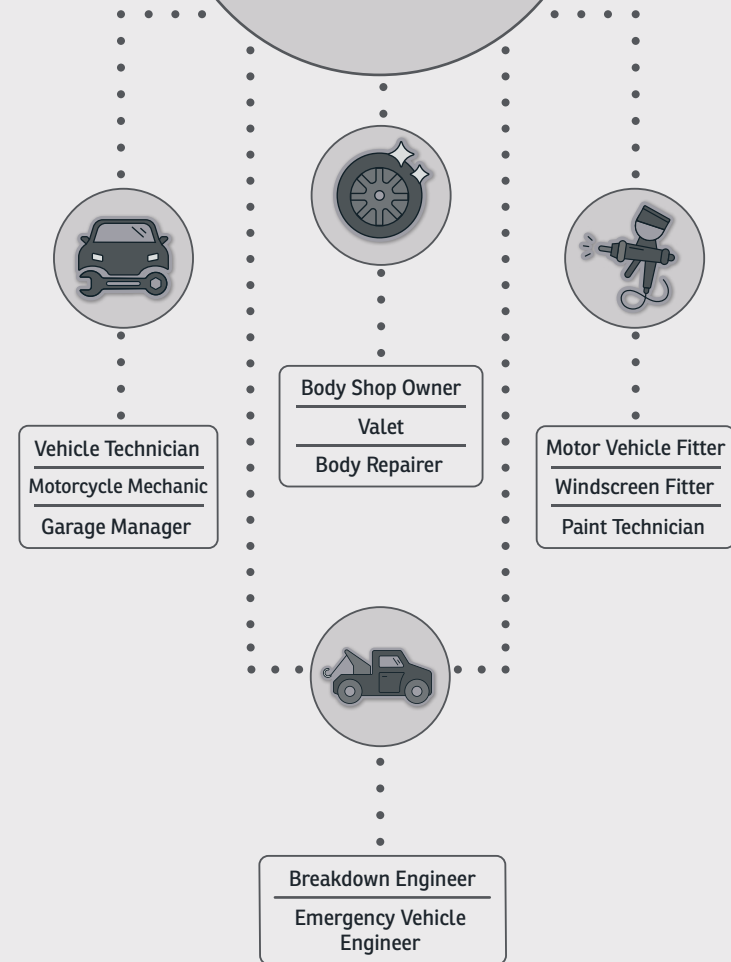 Body Shop Owner
Valet
Body Repairer
Vehicle Technician
Motorcycle Mechanic
Garage Manager
Motor Vehicle Fitter
Windscreen Fitter
Paint Technician
Breakdown Engineer
Emergency Vehicle
Engineer